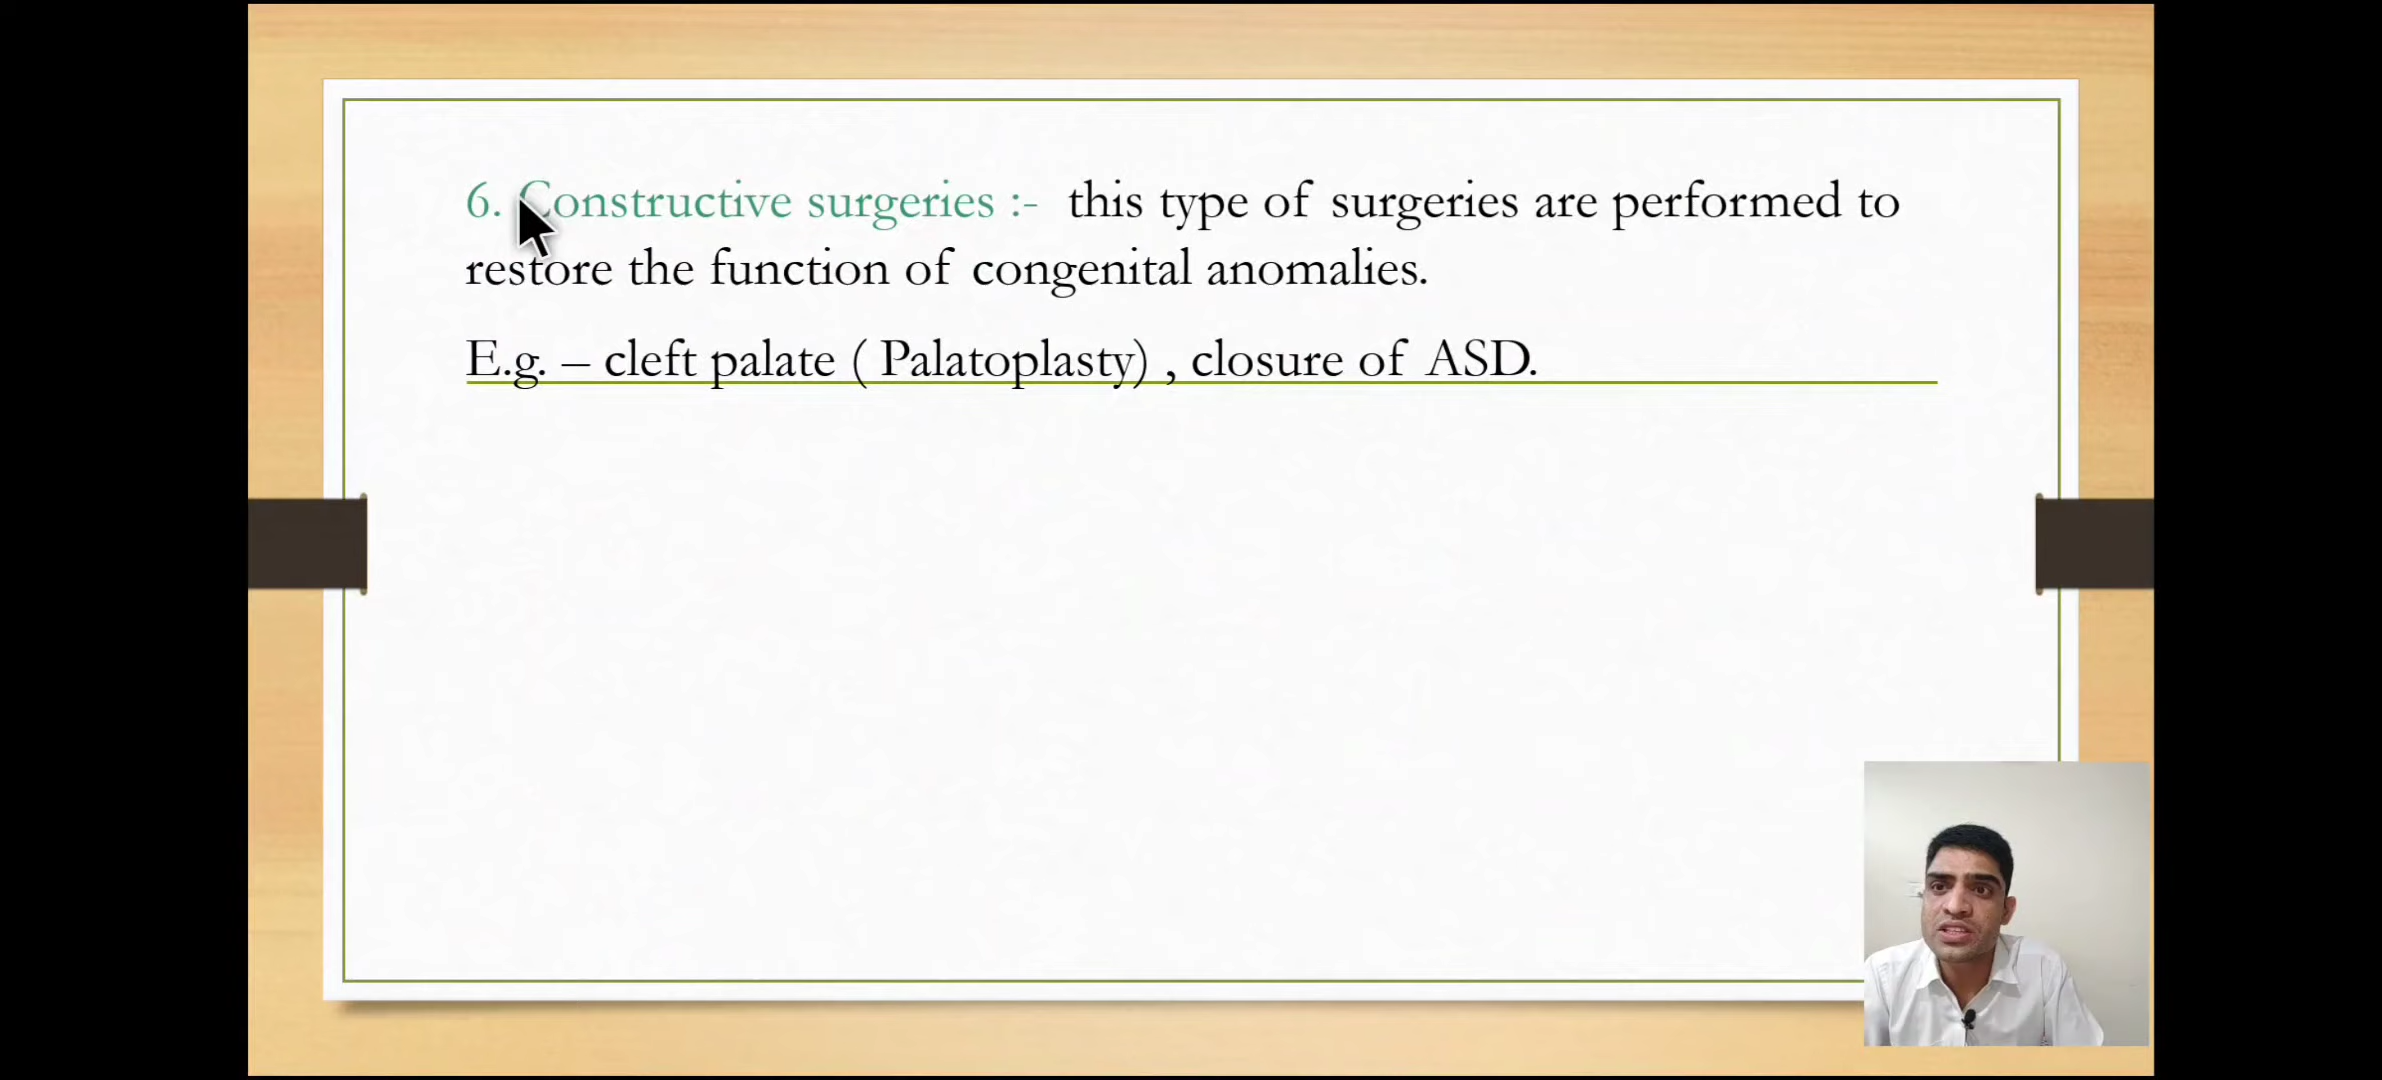 6. Constructive surgeries :- this type of surgeries are performed to
restore the function of congenital anomalies.
E.g. – cleft palate ( Palatoplasty) , closure of ASD.